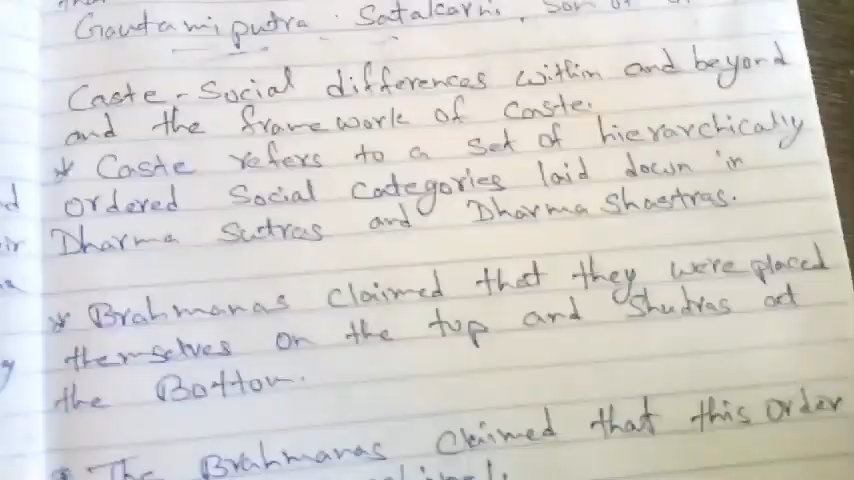 Gautamiputra Satakarni, Son of
Caste - Social differences within and beyond
and the framework of Caste.
* Caste refers to a set of hierarchically
ordered Social Categories laid down in
Dharma Sutras and Dharma Shastras.
* Brahmanas claimed that they were placed
themselves on the top and Shudras at
the Bottom.
* The Brahmanas claimed that this order